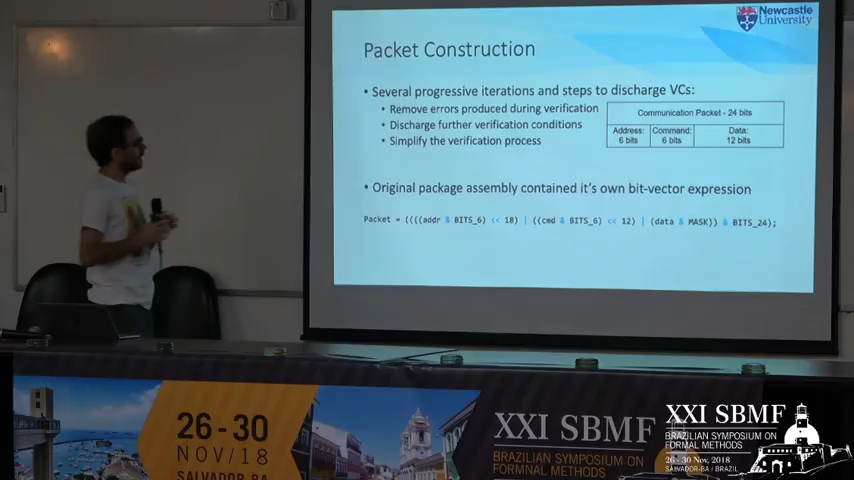 Newcastle
University
Packet Construction
• Several progressive iterations and steps to discharge VCs:
• Remove errors produced during verification
• Discharge further verification conditions
• Simplify the verification process
Communication Packet - 24 bits
Address:
6 bits
Command:
6 bits
Data:
12 bits
• Original package assembly contained it's own bit-vector expression
Packet = ((((addr & BITS_6) << 18) | ((cmd & BITS_6) << 12) | (data & MASK)) & BITS_24);
26-30
NOV/18
SALVADOR-BA
XXI SBMF
BRAZILIAN SYMPOSIUM ON
FORMNAL METHODS
XXI SBMF
BRAZILIAN SYMPOSIUM ON
FORMAL METHODS
26 - 30 Nov, 2018
SALVADOR-BA / BRAZIL